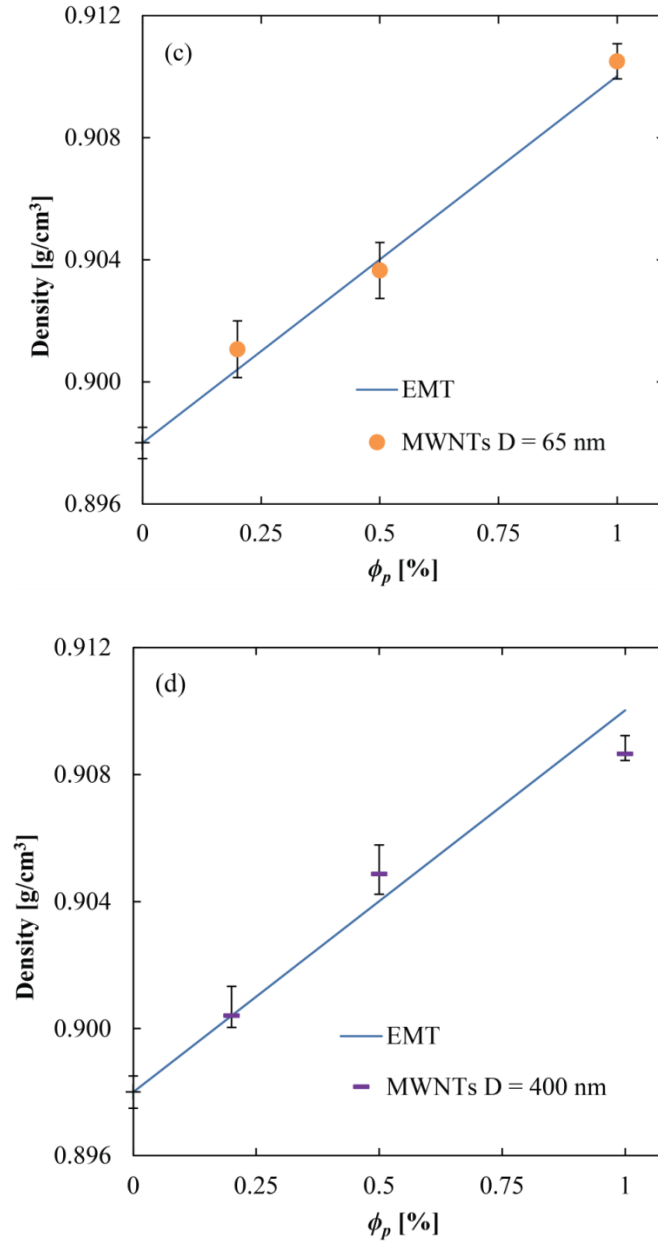 0.912
(c)
0.908
Density [g/cm³]
0.904
0.900
EMT
MWNTs D = 65 nm
0.896
0 0.25 0.5 0.75 1
ϕp [%]
0.912
(d)
0.908
Density [g/cm³]
0.904
0.900
EMT
MWNTs D = 400 nm
0.896
0 0.25 0.5 0.75 1
ϕp [%]